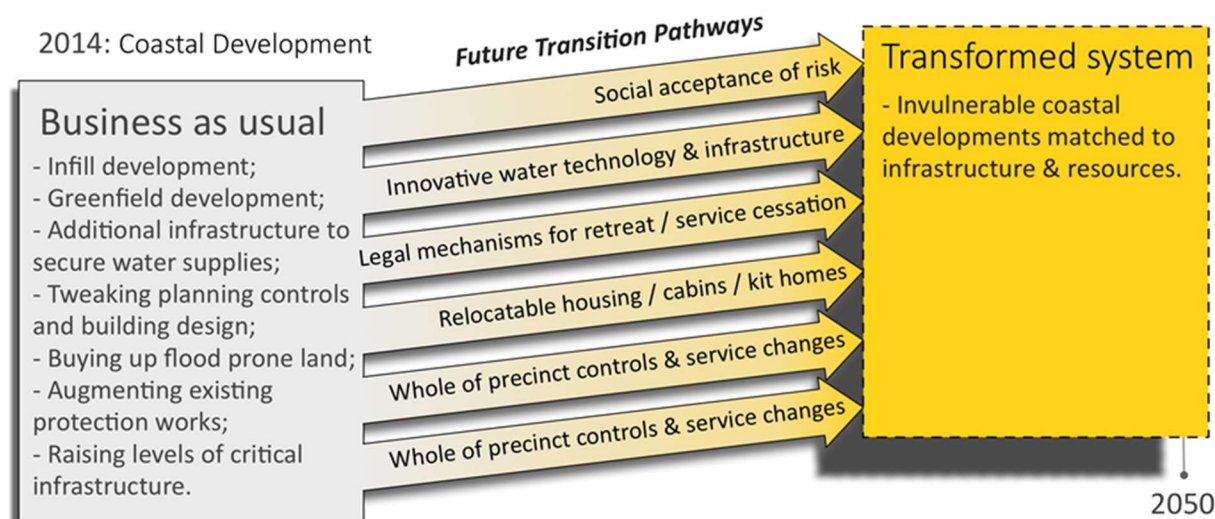 2014: Coastal Development
Business as usual
- Infill development;
- Greenfield development;
- Additional infrastructure to
secure water supplies;
- Tweaking planning controls
and building design;
- Buying up flood prone land;
- Augmenting existing
protection works;
- Raising levels of critical
infrastructure.
Future Transition Pathways
Social acceptance of risk
Innovative water technology & infrastructure
Legal mechanisms for retreat / service cessation
Relocatable housing / cabins / kit homes
Whole of precinct controls & service changes
Whole of precinct controls & service changes
Transformed system
- Invulnerable coastal
developments matched to
infrastructure & resources.
2050